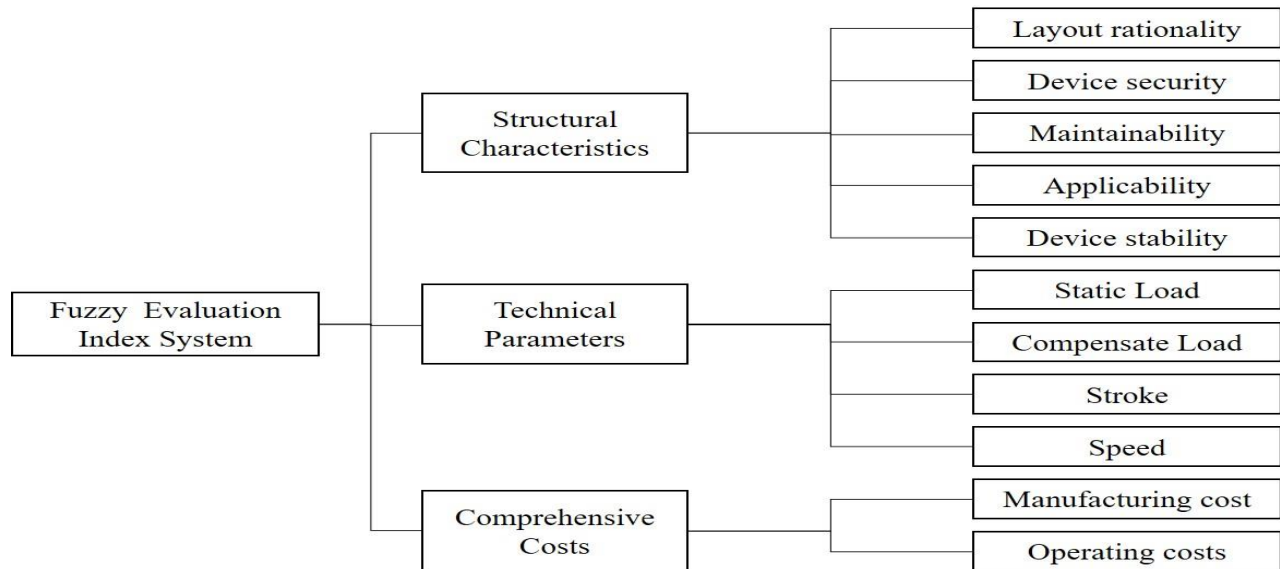 Fuzzy Evaluation
Index System
Structural
Characteristics
Layout rationality
Device security
Maintainability
Applicability
Device stability
Technical
Parameters
Static Load
Compensate Load
Stroke
Speed
Comprehensive
Costs
Manufacturing cost
Operating costs